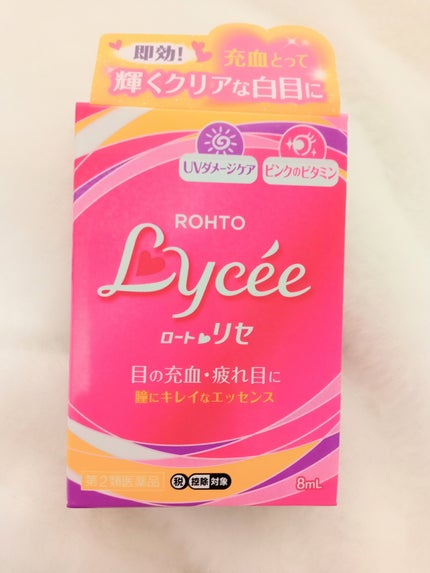 即効! 充血とって
輝くクリアな白目に
UVダメージケア ピンクのビタミン
ROHTO
Lycée
ロート リセ
目の充血・疲れ目に
瞳にキレイなエッセンス
第2類医薬品 税 控除 対象 8mL